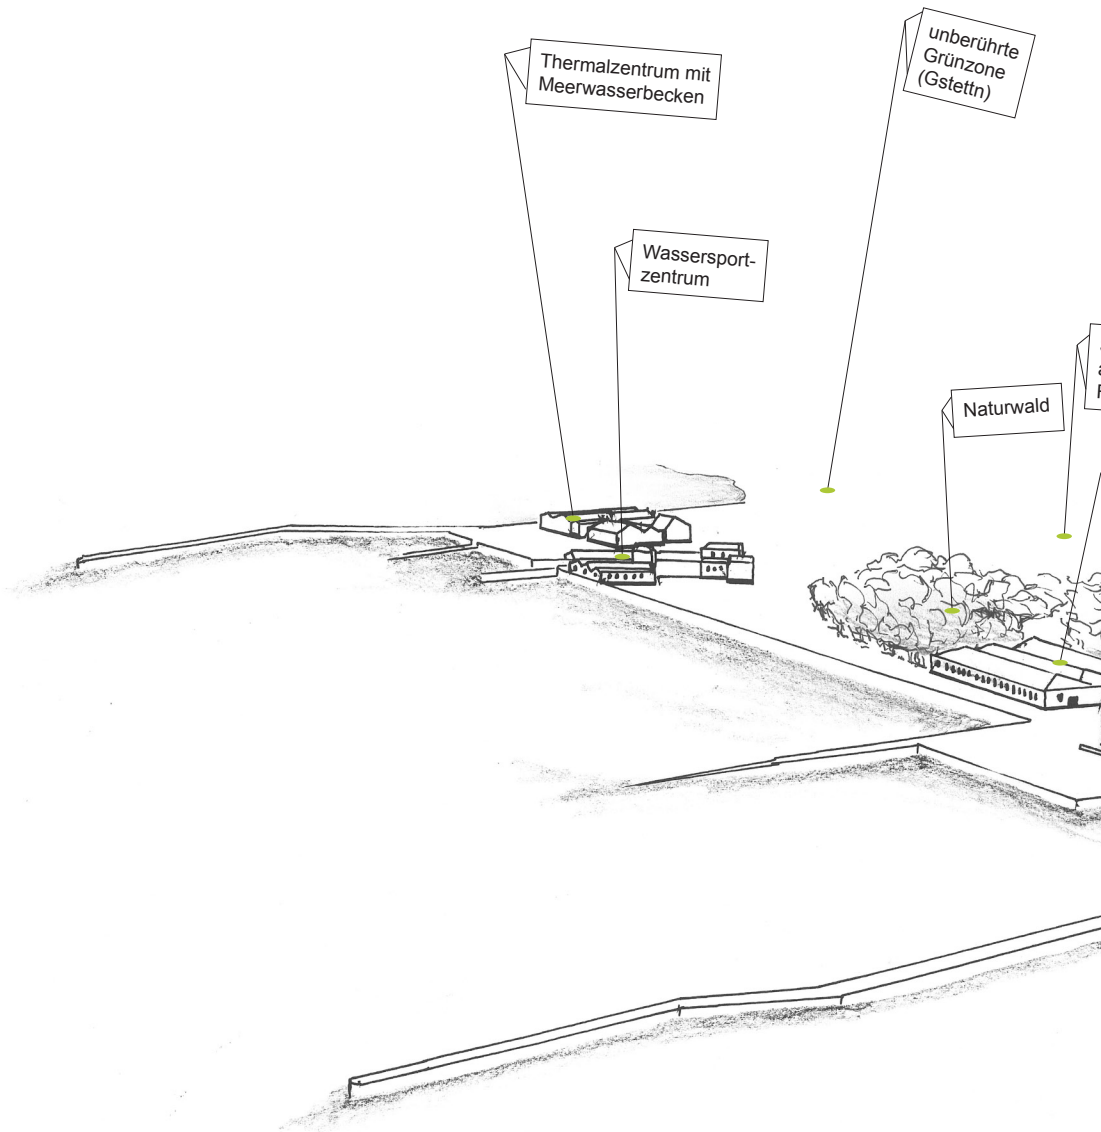 unberührte
Grünzone
(Gstettn)
Thermalzentrum mit
Meerwasserbecken
Wassersport-
zentrum
Naturwald